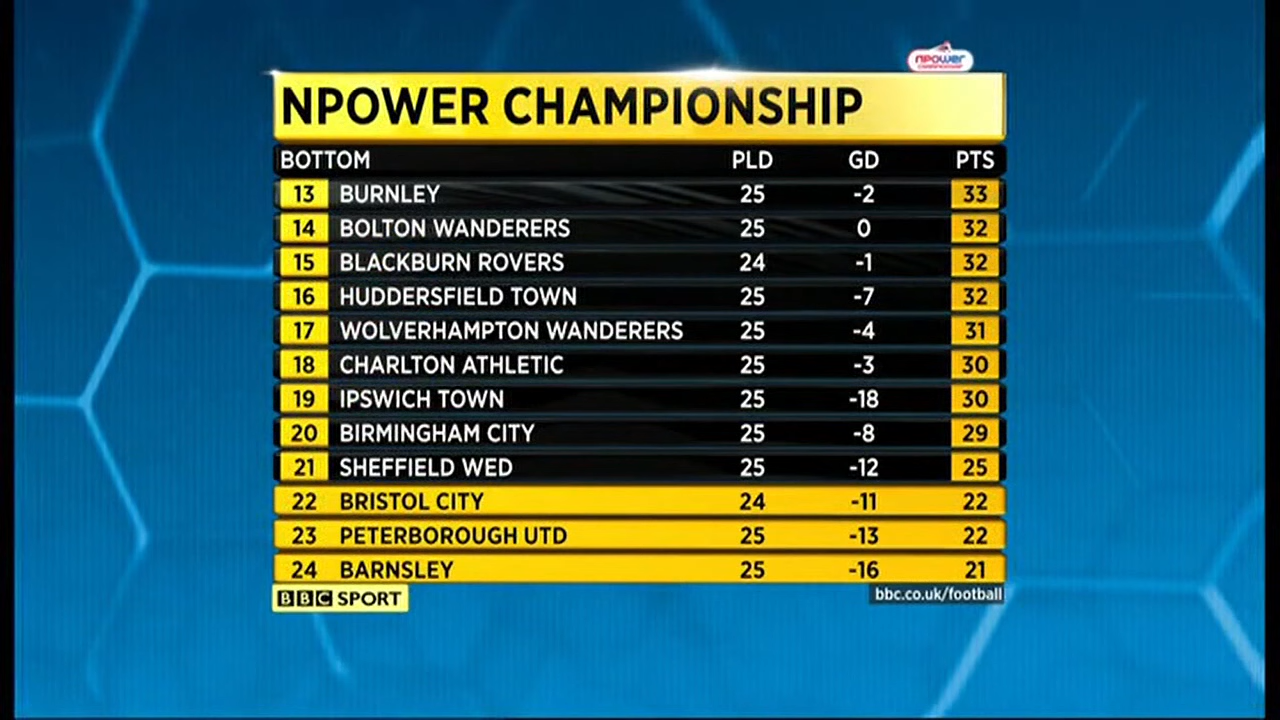 npower
CHAMPIONSHIP
NPOWER CHAMPIONSHIP
BOTTOM PLD GD PTS
13 BURNLEY 25 -2 33
14 BOLTON WANDERERS 25 0 32
15 BLACKBURN ROVERS 24 -1 32
16 HUDDERSFIELD TOWN 25 -7 32
17 WOLVERHAMPTON WANDERERS 25 -4 31
18 CHARLTON ATHLETIC 25 -3 30
19 IPSWICH TOWN 25 -18 30
20 BIRMINGHAM CITY 25 -8 29
21 SHEFFIELD WED 25 -12 25
22 BRISTOL CITY 24 -11 22
23 PETERBOROUGH UTD 25 -13 22
24 BARNSLEY 25 -16 21
BBC SPORT bbc.co.uk/football